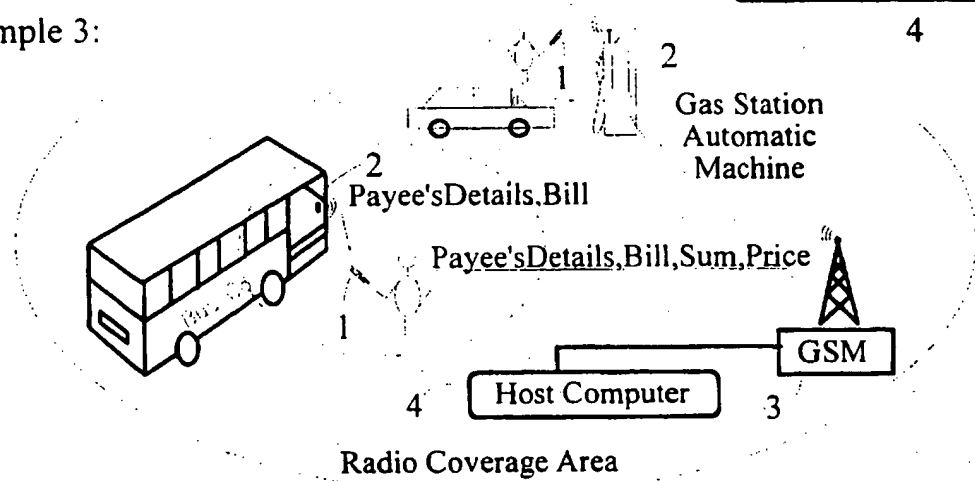 mple 3:
4
1
2
Gas Station
Automatic
Machine
2
Payee'sDetails,Bill
Payee'sDetails,Bill,Sum,Price
1
GSM
Host Computer
4
3
Radio Coverage Area